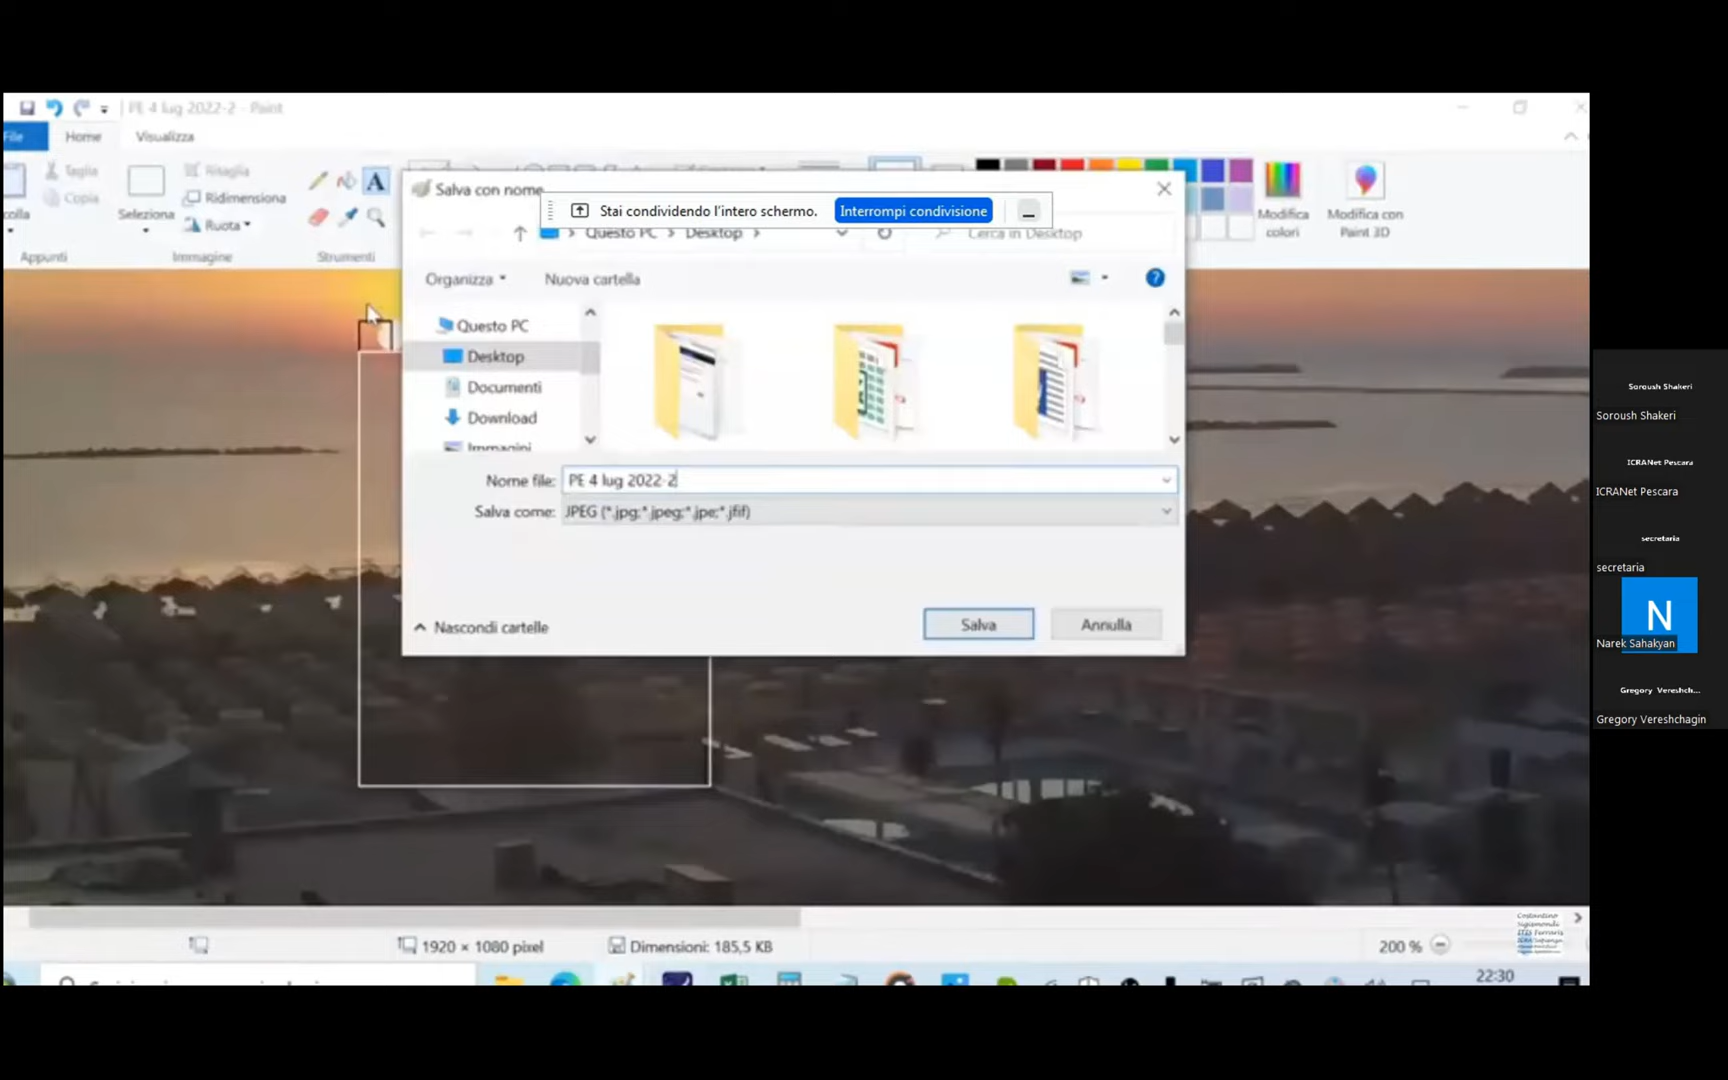 PE 4 lug 2022-2 - Paint
File
Home
Visualizza
Taglia
Copia
Appunti
Seleziona
Ritaglia
Ridimensiona
Ruota
Immagine
A
Strumenti
Modifica colori
Modifica con Paint 3D
Salva con nome
Stai condividendo l'intero schermo.
Interrompi condivisione
Questo PC > Desktop >
Cerca in Desktop
Organizza
Nuova cartella
?
Questo PC
Desktop
Documenti
Download
Immagini
Nome file: PE 4 lug 2022-2
Salva come: JPEG (*.jpg;*.jpeg;*.jpe;*.jfif)
Nascondi cartelle
Salva
Annulla
1920 × 1080 pixel
Dimensioni: 185,5 KB
200 %
Costantino
Sigismondi
22:30
Soroush Shakeri
Soroush Shakeri
ICRANet Pescara
ICRANet Pescara
secretaria
secretaria
N
Narek Sahakyan
Gregory Vereshch...
Gregory Vereshchagin